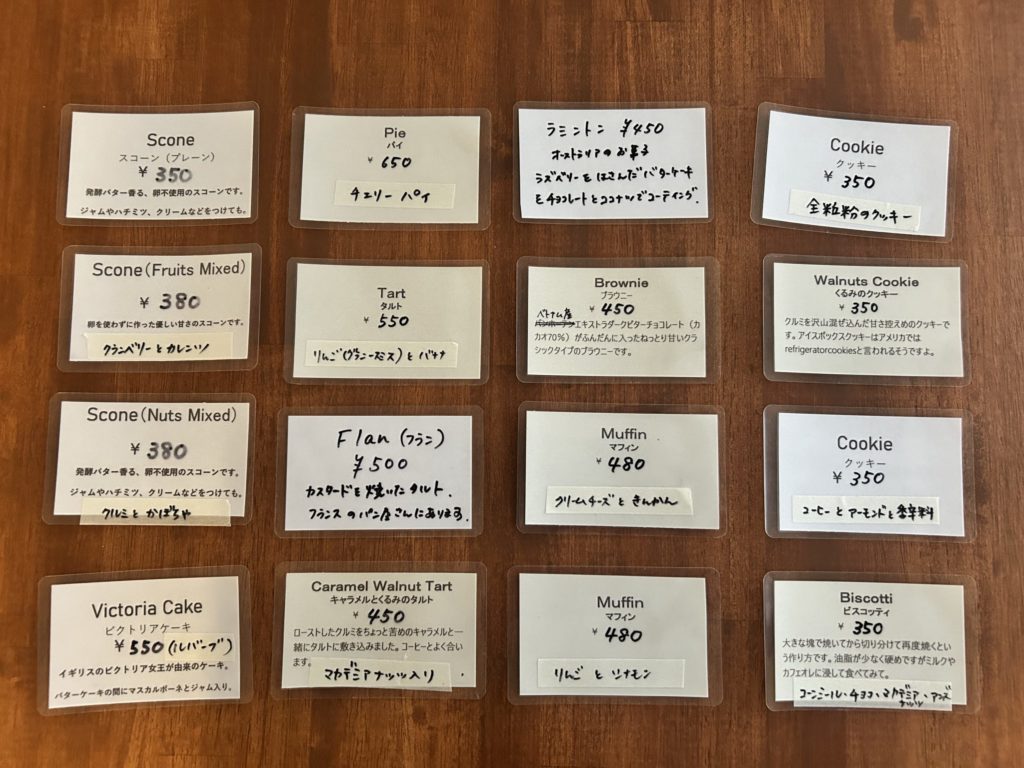 Scone
スコーン（プレーン）
￥350
発酵バター香る、卵不使用のスコーンです。
ジャムやハチミツ、クリームなどをつけても。
Pie
パイ
￥650
チェリー パイ
ラミントン ￥450
オーストラリアのお菓子
ラズベリーをはさんだバターケーキ
をチョコレートとココナッツでコーティング.
Cookie
クッキー
￥350
全粒粉のクッキー
Scone(Fruits Mixed)
￥380
卵を使わずに作った優しい甘さのスコーンです。
クランベリーとカレンツ
Tart
タルト
￥550
りんご(グラニースミス)と バナナ
Brownie
ブラウニー
￥450
ベトナム産
エキストラダークビターチョコレート（カ
カオ70%）がふんだんに入ったねっとり甘いクラ
シックタイプのブラウニーです。
Walnuts Cookie
くるみのクッキー
￥350
クルミを沢山混ぜ込んだ甘さ控えめのクッキーで
す。アイスボックスクッキーはアメリカでは
refrigeratorcookiesと言われるそうですよ。
Scone(Nuts Mixed)
￥380
発酵バター香る、卵不使用のスコーンです。
ジャムやハチミツ、クリームなどをつけても。
クルミと かぼちゃ
Flan (フラン)
￥500
カスタードを焼いたタルト.
フランスのパン屋さんにあります.
Muffin
マフィン
￥480
クリームチーズと きんかん
Cookie
クッキー
￥350
コーヒーと アーモンドと 香辛料
Victoria Cake
ビクトリアケーキ
￥550(ルバーブ)
イギリスのビクトリア女王が由来のケーキ。
バターケーキの間にマスカルポーネとジャム入り。
Caramel Walnut Tart
キャラメルとくるみのタルト
￥450
ローストしたクルミをちょっと苦めのキャラメルと一
緒にタルトに敷き込みました。コーヒーとよく合い
ます。
マカデミアナッツ入り
Muffin
マフィン
￥480
りんご と シナモン
Biscotti
ビスコッティ
￥350
大きな塊で焼いてから切り分けて再度焼くとい
う作り方です。油脂が少なく硬めですがミルクや
カフェオレに浸して食べてみて。
コーンミール・チョコ・マカデミア・アニス
ナッツ